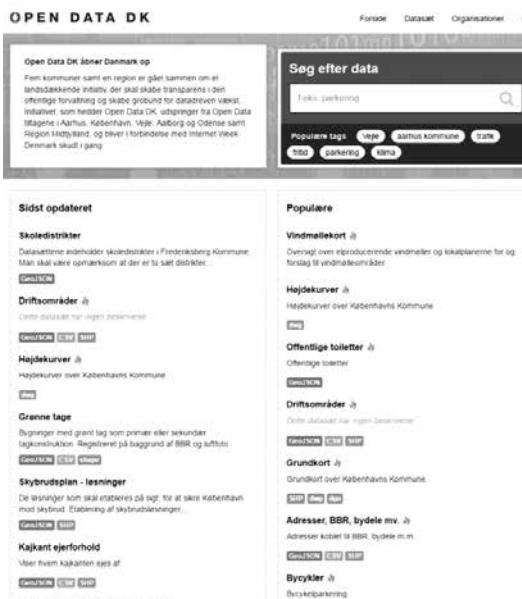 OPEN DATA DK
Forside Datasæt Organisationer
Open Data DK åbner Danmark op
Fem kommuner samt en region er gået sammen om et
landsdækkende initiativ, der skal skabe transparens i den
offentlige forvaltning og skabe grobund for datadreven vækst.
Initiativet, som hedder Open Data DK, udspringer fra Open Data
tiltagene i Aarhus, København, Vejle, Aalborg og Odense samt
Region Midtjylland, og bliver i forbindelse med Internet Week
Denmark skudt i gang
Søg efter data
F.eks. parkering
Populære tags Vejle aarhus kommune trafik
fritid parkering klima
Sidst opdateret
Skoledistrikter
Datasættene indeholder skoledistrikter i Frederiksberg Kommune
Man skal være opmærksom at der er to sæt distrikter...
GeoJSON
Driftsområder
Dette datasæt har ingen beskrivelse
GeoJSON CSV SHP
Højdekurver
Højdekurver over Københavns Kommune
dwg
Grønne tage
Bygninger med grønt tag som primær eller sekundær
tagkonstruktion. Registreret på baggrund af BBR og luftfoto
GeoJSON CSV shape
Skybrudsplan - løsninger
De løsninger som skal etableres på sigt, for at sikre København
mod skybrud. Etablering af skybrudsløsninger...
GeoJSON SHP
Kajkant ejerforhold
Viser hvem kajkanten ejes af.
GeoJSON CSV SHP
Populære
Vindmøllekort
Oversigt over elproducerende vindmøller og lokalplanerne for og
forslag til vindmølleområder
Højdekurver
Højdekurver over Københavns Kommune
dwg
Offentlige toiletter
Offentlige toiletter
GeoJSON
Driftsområder
Dette datasæt har ingen beskrivelse
GeoJSON CSV SHP
Grundkort
Grundkort over Københavns Kommune
SHP dwg dgn
Adresser, BBR, bydele mv.
Adresser koblet til BBR, bydele m.m.
GeoJSON CSV SHP
Bycykler
Bycykelparkering